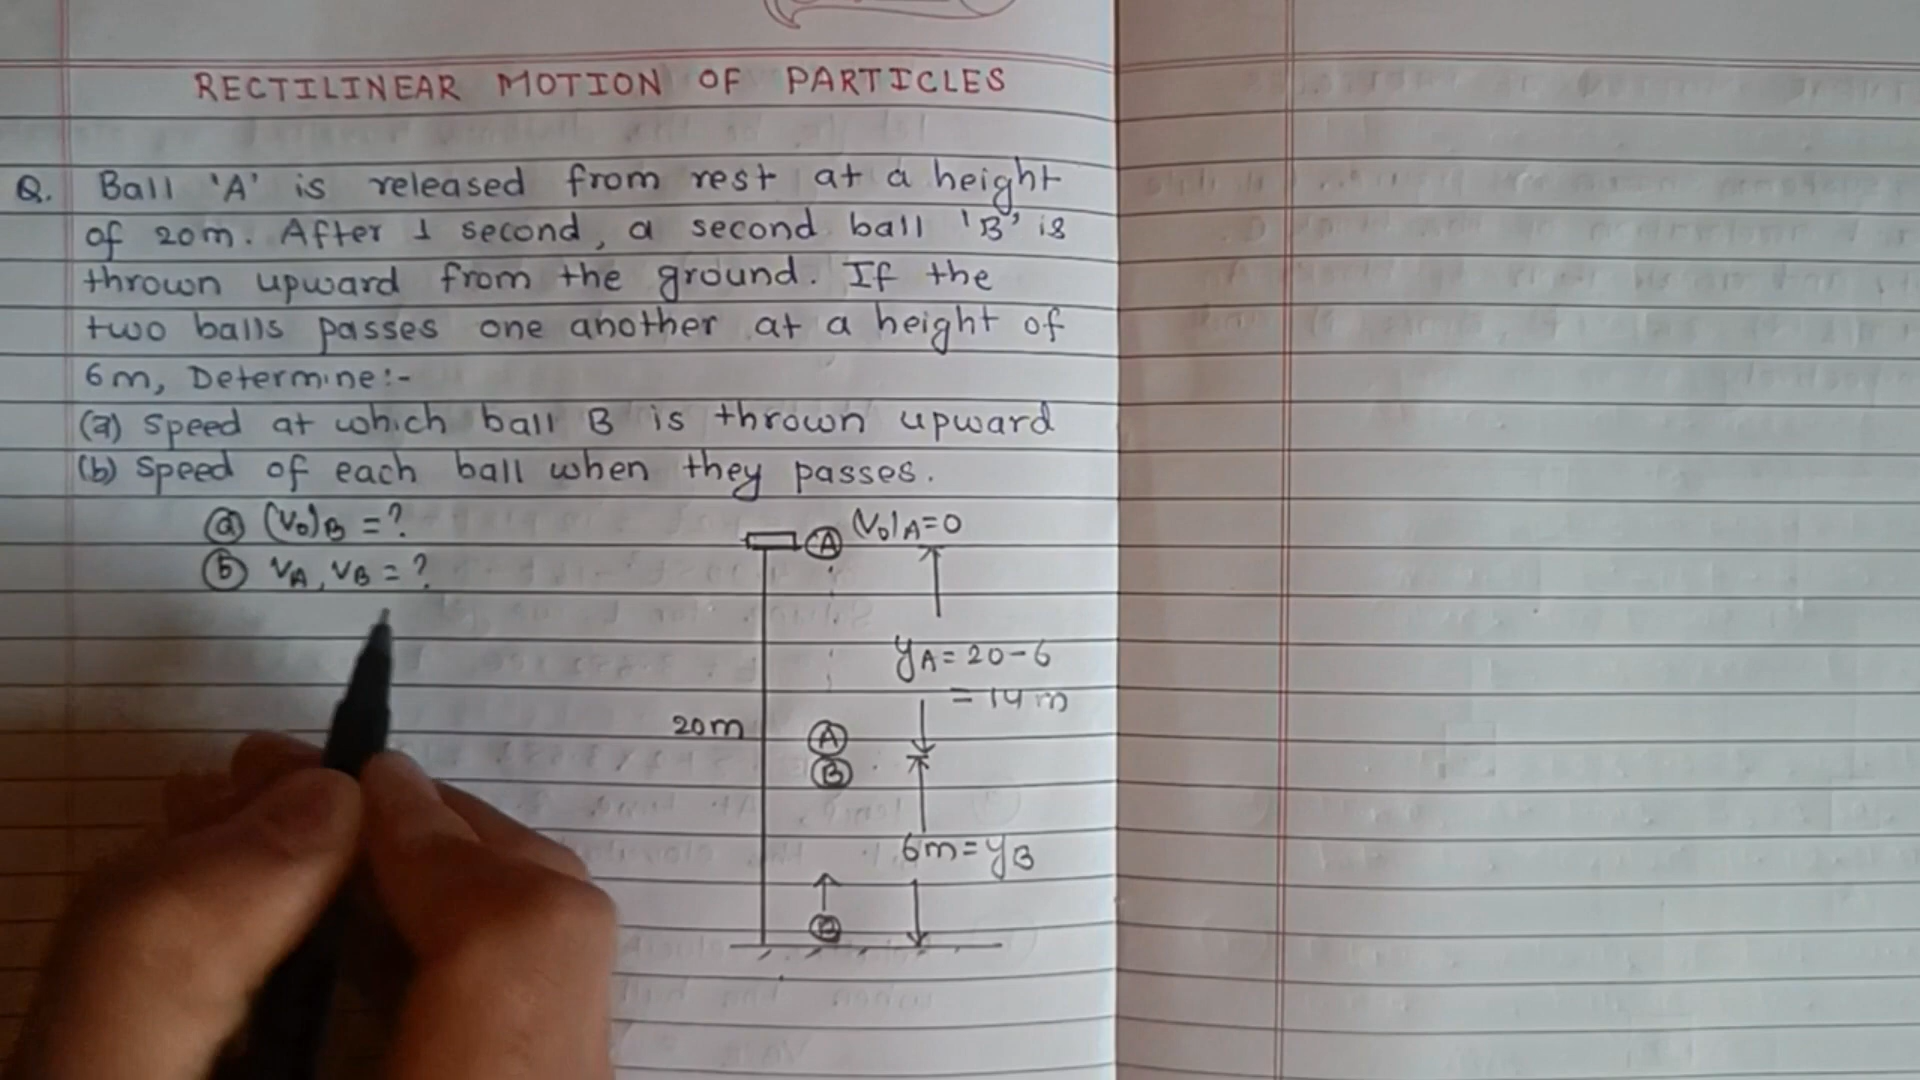 RECTILINEAR MOTION OF PARTICLES
Q. Ball 'A' is released from rest at a height
of 20m. After 1 second, a second ball 'B' is
thrown upward from the ground. If the
two balls passes one another at a height of
6m, Determine:-
(a) Speed at which ball B is thrown upward
(b) Speed of each ball when they passes.
(a) (V₀)B = ?
(b) VA, VB = ?
A (V₀)A=0
yA = 20-6
= 14m
20m
A
B
6m = yB
B